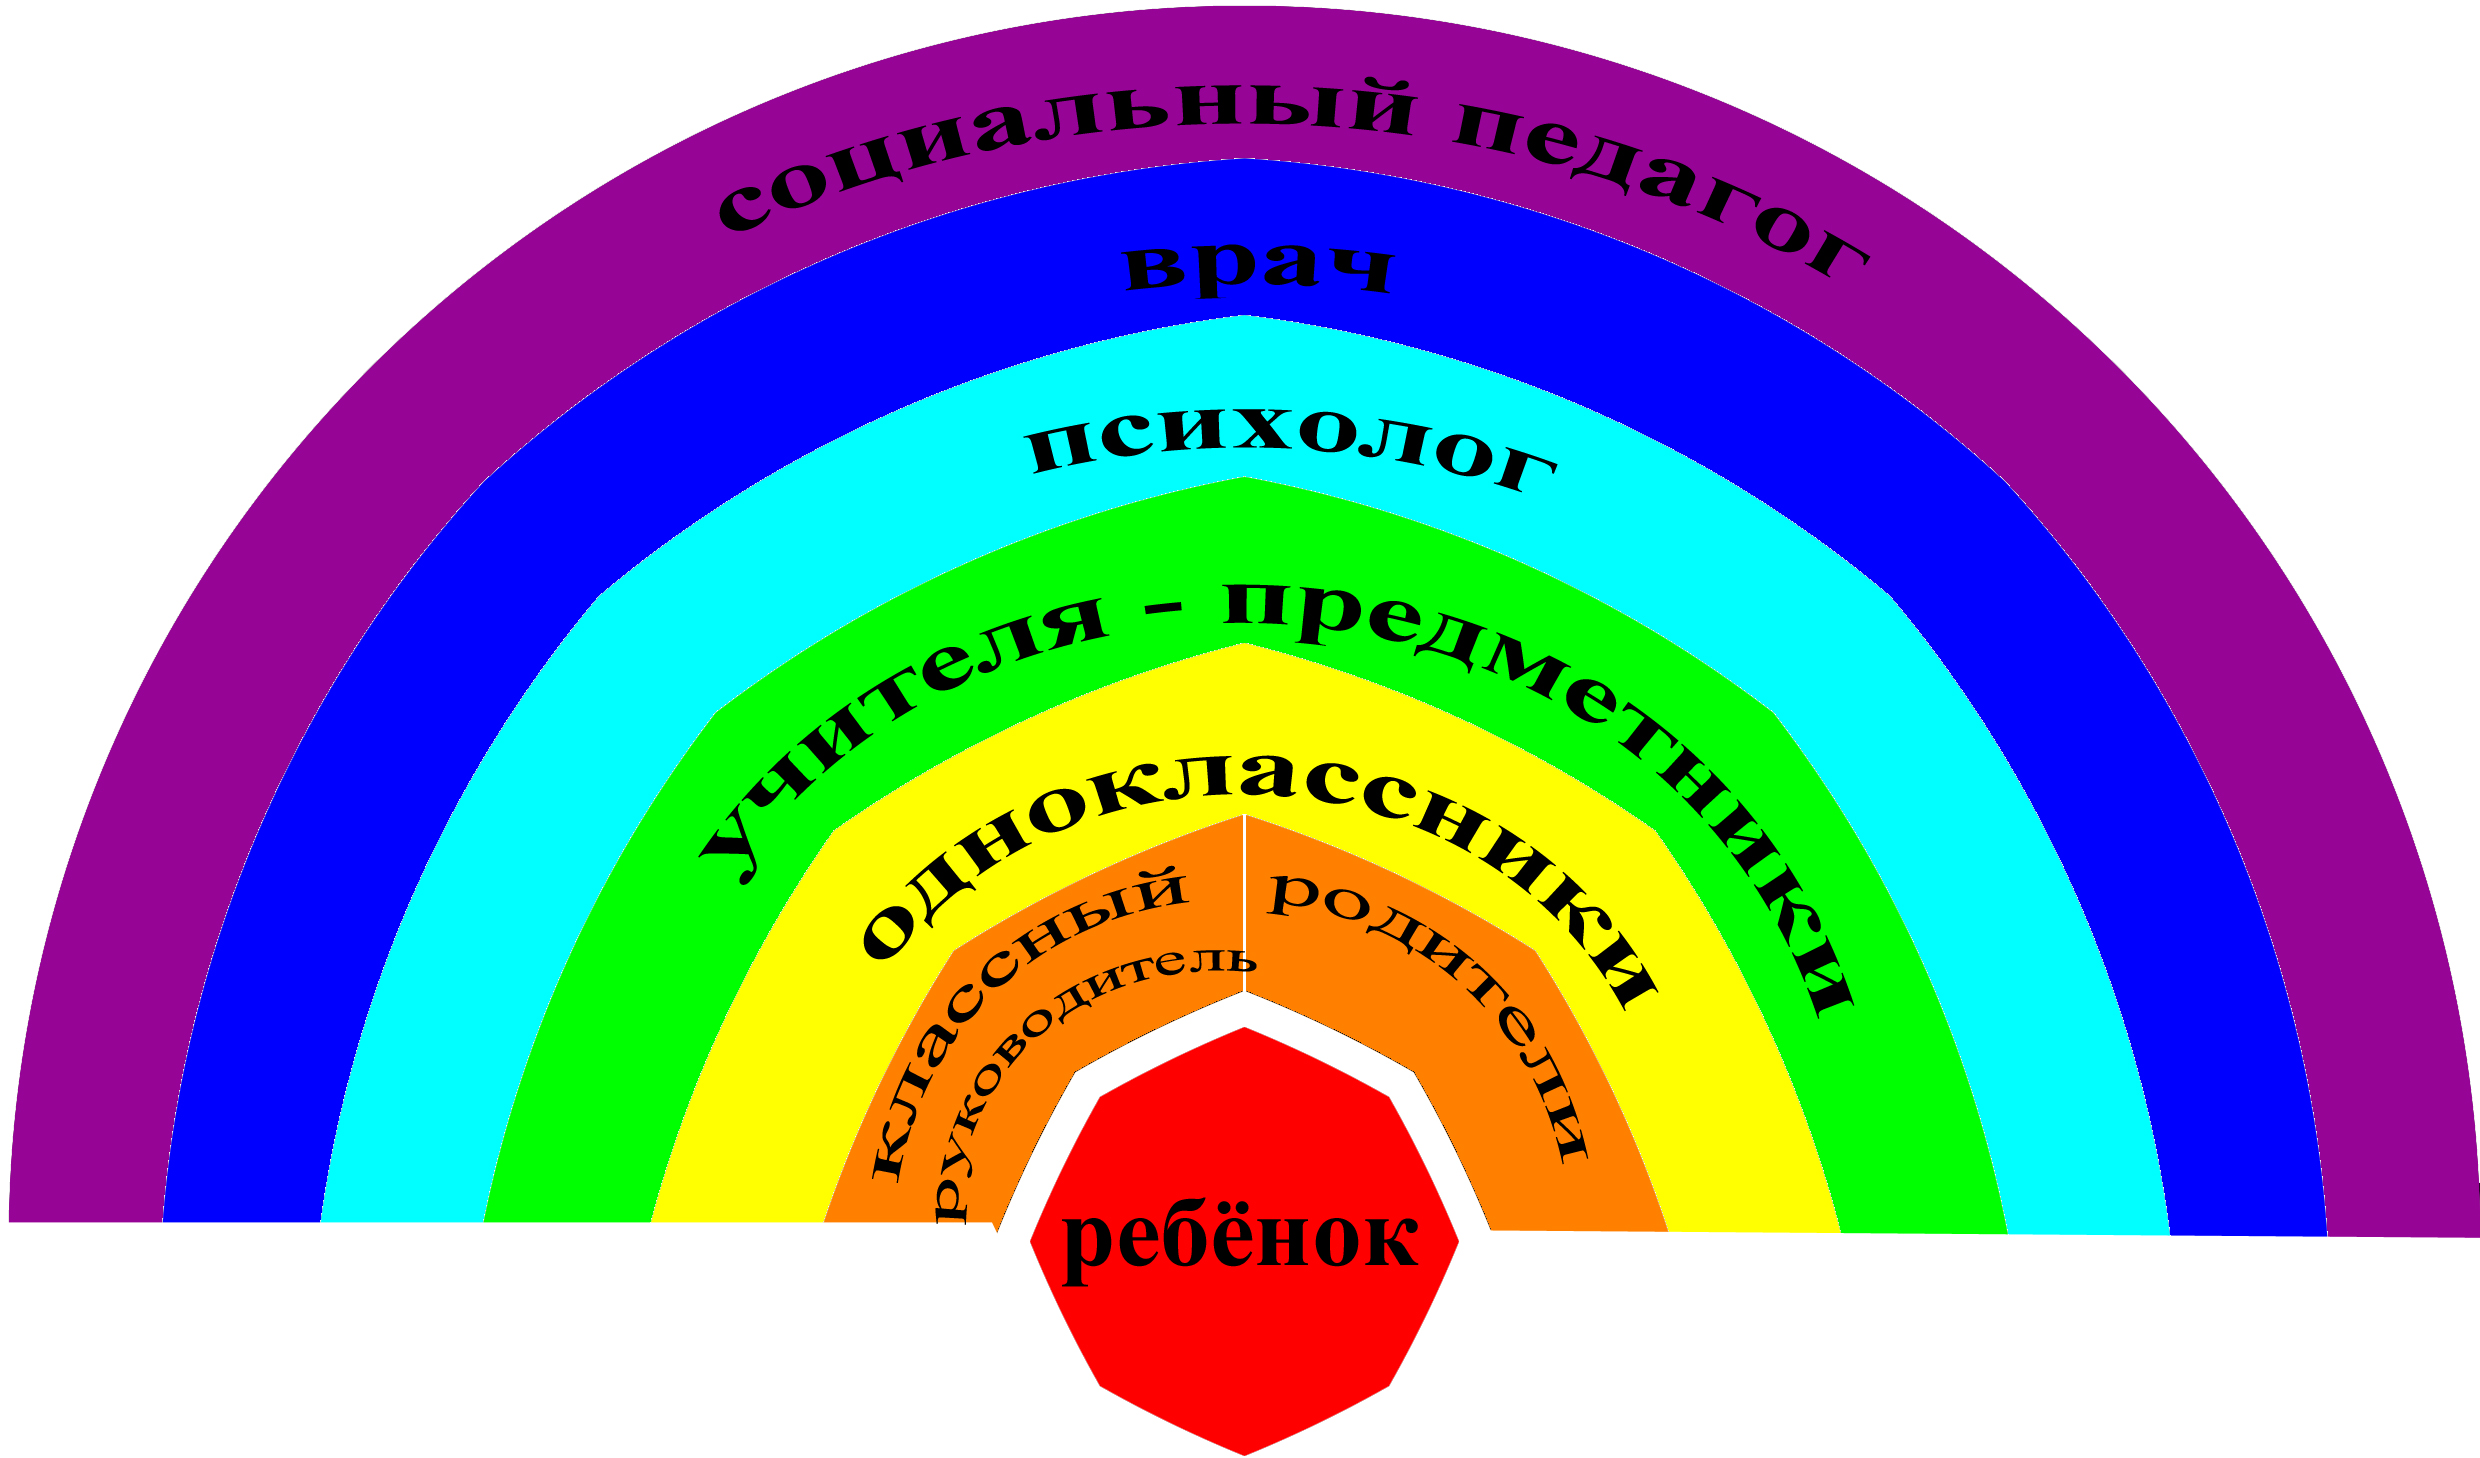 социальный педагог
врач
психолог
учителя - предметники
одноклассники
классный
руководитель
родители
ребёнок